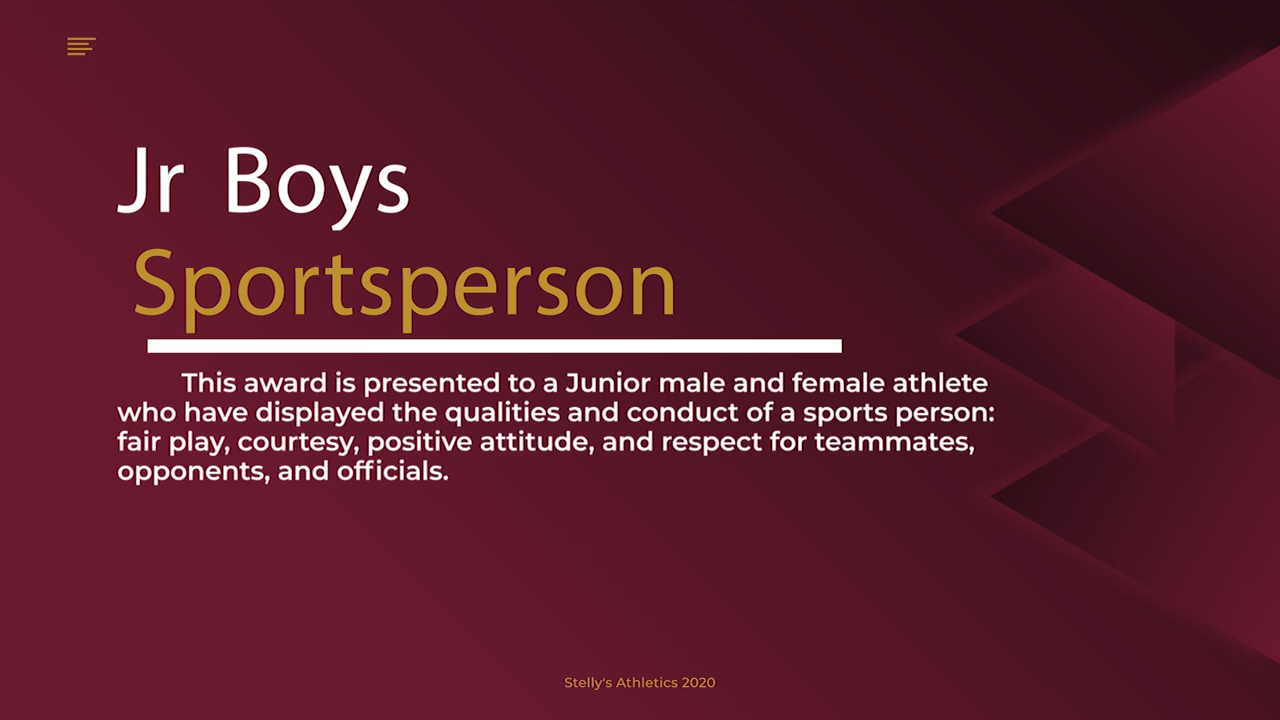 Jr Boys
Sportsperson
This award is presented to a Junior male and female athlete
who have displayed the qualities and conduct of a sports person:
fair play, courtesy, positive attitude, and respect for teammates,
opponents, and officials.
Stelly's Athletics 2020